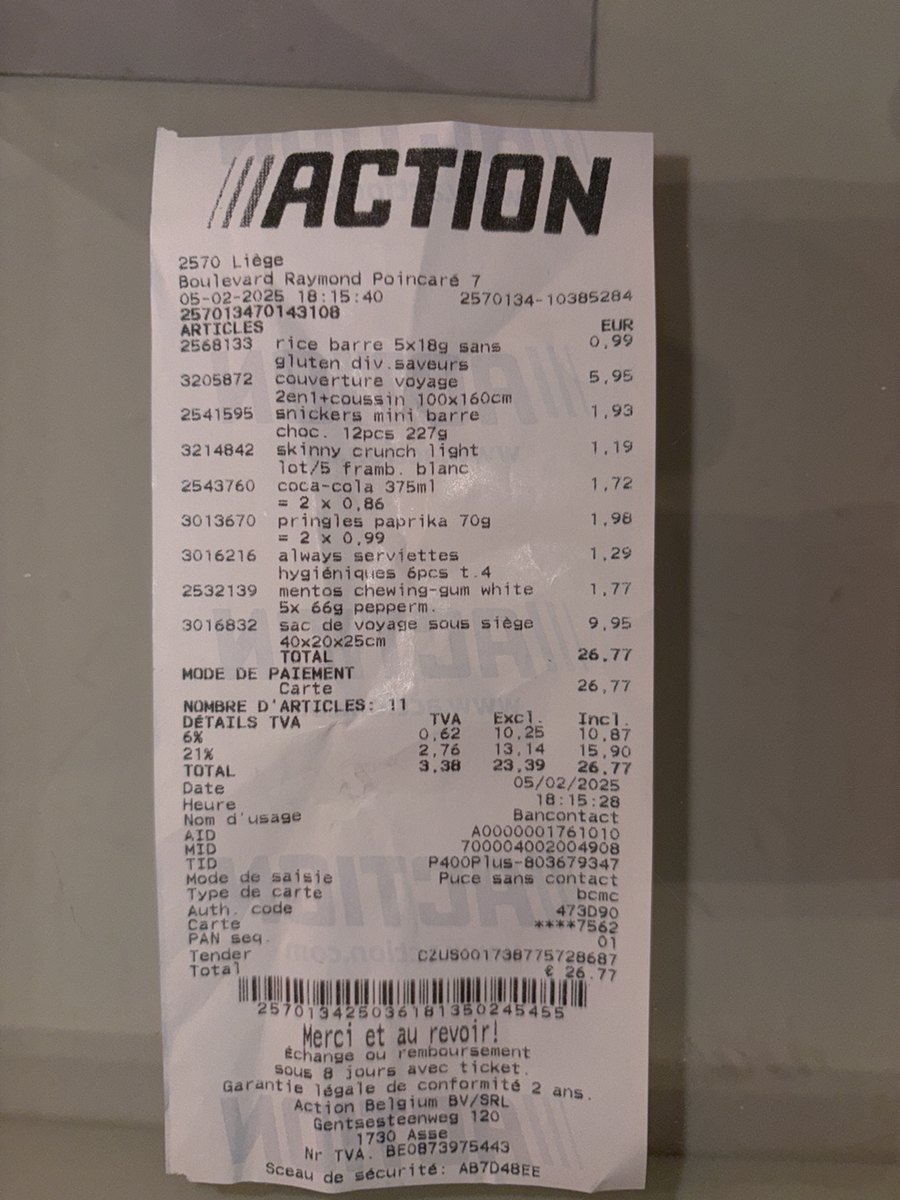 ACTION
2570 Liège
Boulevard Raymond Poincaré 7
05-02-2025 18:15:40 2570134-10385284
257013470143108
ARTICLES EUR
2568133 rice barre 5x18g sans 0,99
gluten div.saveurs
3205872 couverture voyage 5,95
2en1+coussin 100x160cm
2541595 snickers mini barre 1,93
choc. 12pcs 227g
3214842 skinny crunch light 1,19
lot/5 framb. blanc
2543760 coca-cola 375ml 1,72
= 2 x 0,86
3013670 pringles paprika 70g 1,98
= 2 x 0,99
3016216 always serviettes 1,29
hygiéniques 6pcs t.4
2532139 mentos chewing-gum white 1,77
5x 66g pepperm.
3016832 sac de voyage sous siège 9,95
40x20x25cm
TOTAL 26,77
MODE DE PAIEMENT
Carte 26,77
NOMBRE D'ARTICLES: 11
DÉTAILS TVA TVA Excl. Incl.
6% 0,62 10,25 10,87
21% 2,76 13,14 15,90
TOTAL 3,38 23,39 26,77
Date 05/02/2025
Heure 18:15:28
Nom d'usage Bancontact
AID A0000001761010
MID 700004002004908
TID P400Plus-803679347
Mode de saisie Puce sans contact
Type de carte bcmc
Auth. code 473D90
Carte ****7562
PAN seq. 01
Tender CZUS001738775728687
Total € 26.77
257013425036181350245455
Merci et au revoir!
Échange ou remboursement
sous 8 jours avec ticket.
Garantie légale de conformité 2 ans.
Action Belgium BV/SRL
Gentsesteenweg 120
1730 Asse
Nr TVA. BE0873975443
Sceau de sécurité: AB7D48EE